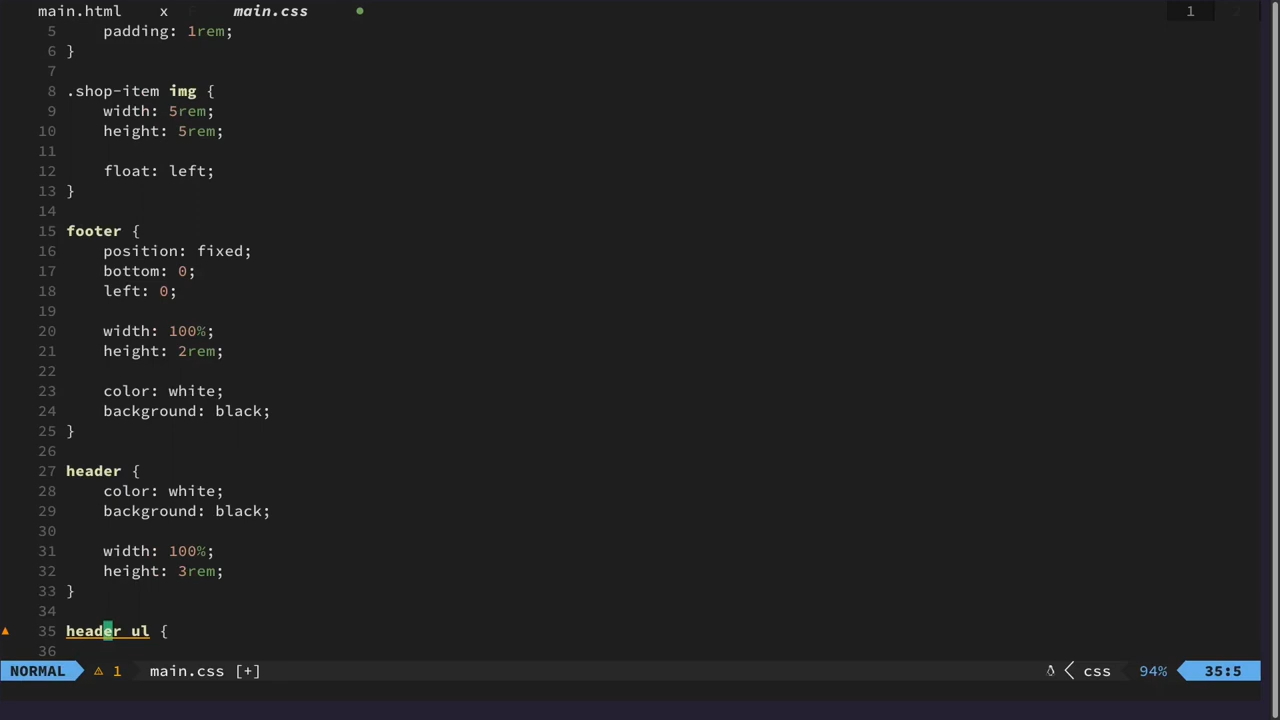 main.html x main.css 1
5 padding: 1rem;
6 }
7
8 .shop-item img {
9 width: 5rem;
10 height: 5rem;
11
12 float: left;
13 }
14
15 footer {
16 position: fixed;
17 bottom: 0;
18 left: 0;
19
20 width: 100%;
21 height: 2rem;
22
23 color: white;
24 background: black;
25 }
26
27 header {
28 color: white;
29 background: black;
30
31 width: 100%;
32 height: 3rem;
33 }
34
35 header ul {
36
NORMAL ⚠ 1 main.css [+] css 94% 35:5